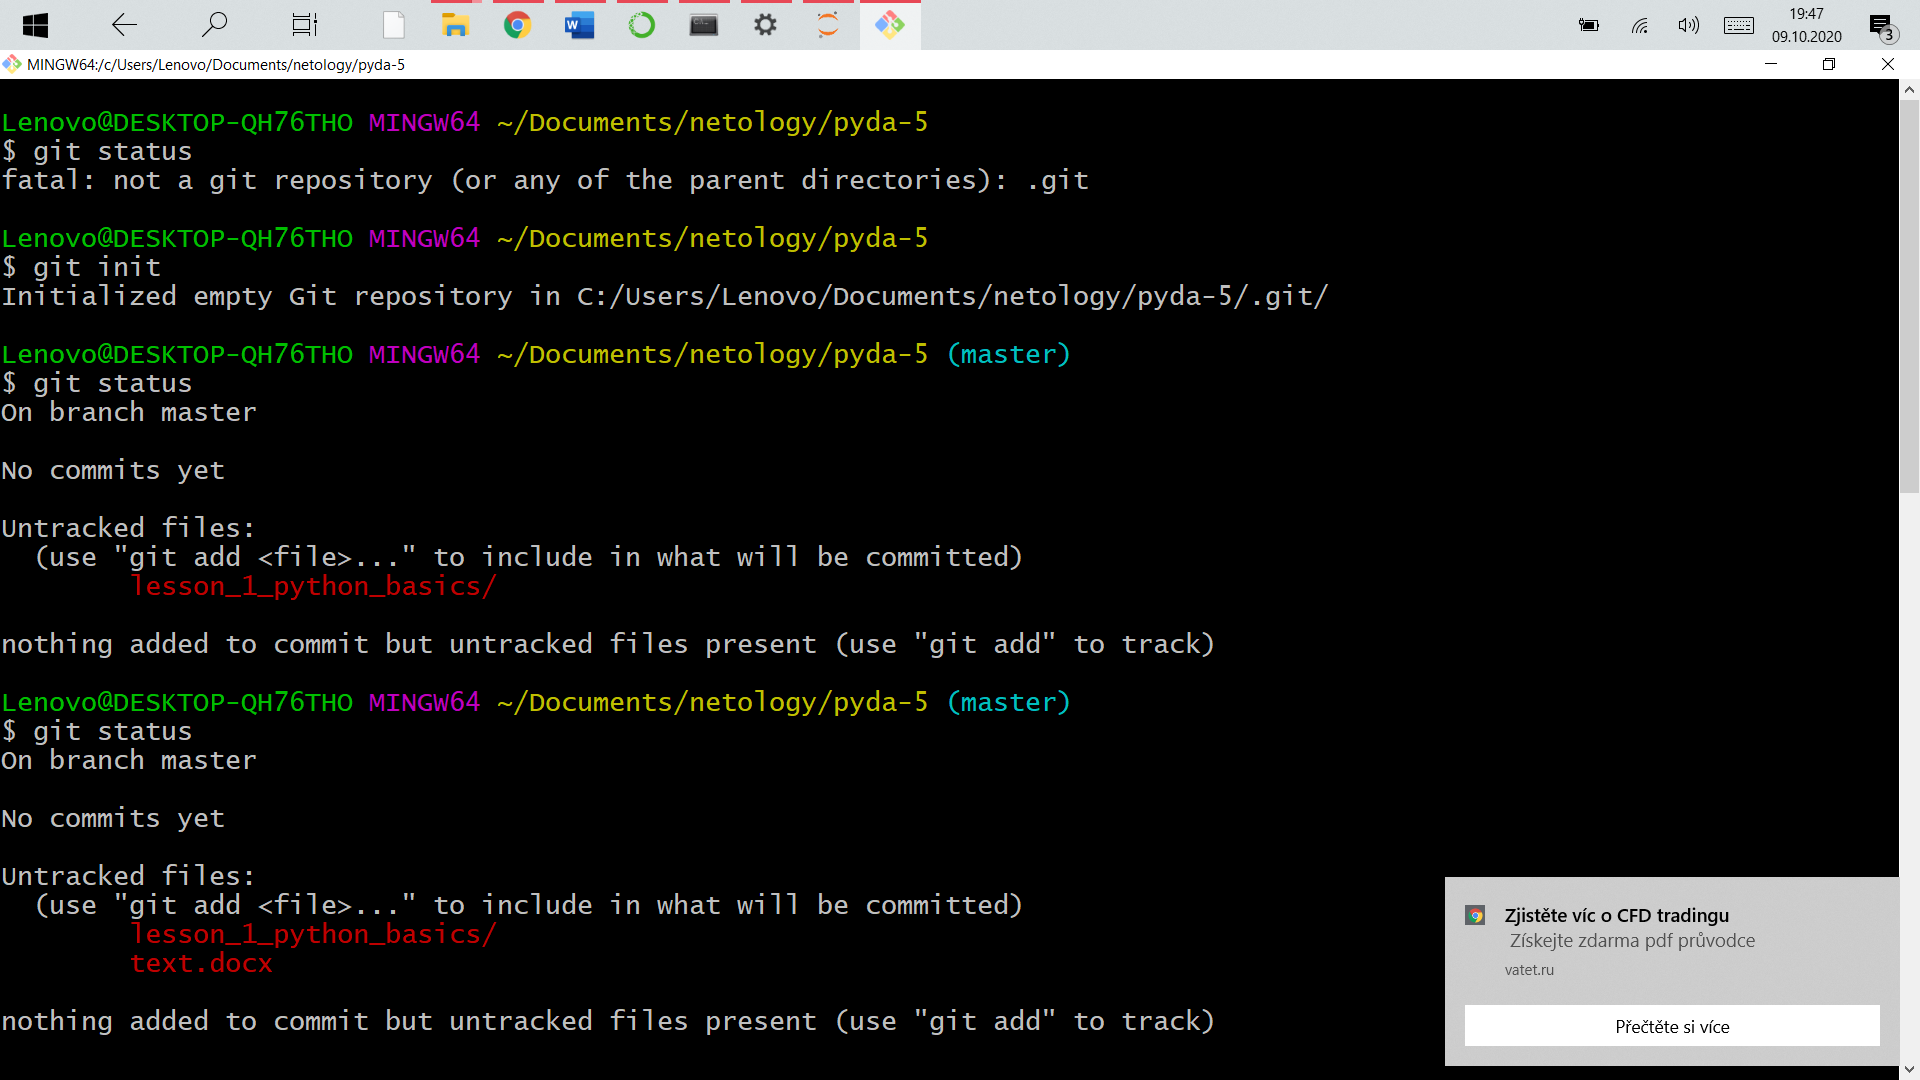 19:47
09.10.2020
3
MINGW64:/c/Users/Lenovo/Documents/netology/pyda-5
Lenovo@DESKTOP-QH76THO MINGW64 ~/Documents/netology/pyda-5
$ git status
fatal: not a git repository (or any of the parent directories): .git
Lenovo@DESKTOP-QH76THO MINGW64 ~/Documents/netology/pyda-5
$ git init
Initialized empty Git repository in C:/Users/Lenovo/Documents/netology/pyda-5/.git/
Lenovo@DESKTOP-QH76THO MINGW64 ~/Documents/netology/pyda-5 (master)
$ git status
On branch master
No commits yet
Untracked files:
  (use "git add <file>..." to include in what will be committed)
        lesson_1_python_basics/
nothing added to commit but untracked files present (use "git add" to track)
Lenovo@DESKTOP-QH76THO MINGW64 ~/Documents/netology/pyda-5 (master)
$ git status
On branch master
No commits yet
Untracked files:
  (use "git add <file>..." to include in what will be committed)
        lesson_1_python_basics/
        text.docx
nothing added to commit but untracked files present (use "git add" to track)
Zjistěte víc o CFD tradingu
Získejte zdarma pdf průvodce
vatet.ru
Přečtěte si více